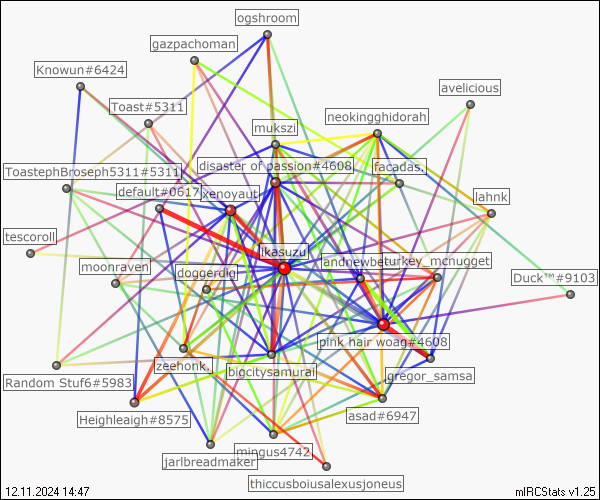 ogshroom
gazpachoman
Knowun#6424
avelicious
Toast#5311
neokingghidorah
mukszi
disaster of passion#4608
facadas.
ToastephBroseph5311#5311
default#0617
xenoyaut
lahnk
tescoroll
ikasuzu
andnewbet
turkey_mcnugget
moonraven
doggerdig
Duck™#9103
pink hair woag#4608
zeehonk.
bigcitysamurai
gregor_samsa
Random Stuf6#5983
Heighleaigh#8575
asad#6947
mingus4742
jarlbreadmaker
thiccusboiusalexusjoneus
12.11.2024 14:47
mIRCStats v1.25